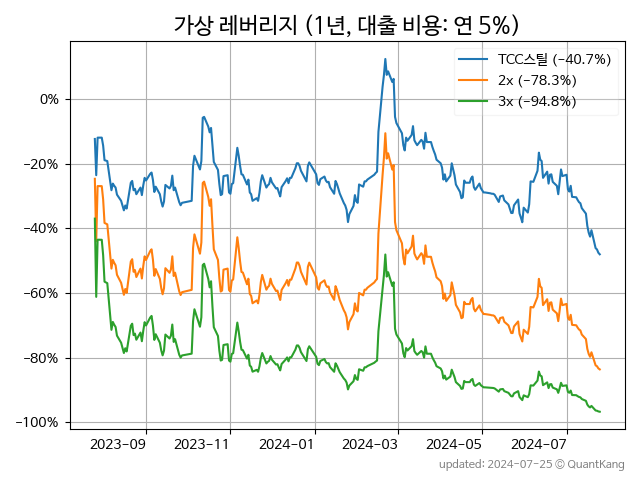 가상 레버리지 (1년, 대출 비용: 연 5%)
TCC스틸 (−40.7%)
2x (−78.3%)
3x (−94.8%)
0%
−20%
−40%
−60%
−80%
−100%
2023-09 2023-11 2024-01 2024-03 2024-05 2024-07
updated: 2024-07-25 © QuantKang